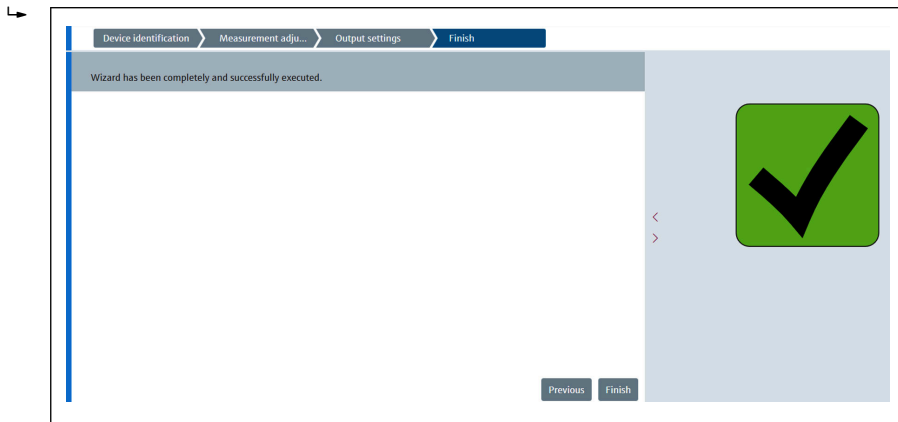 Device identification Measurement adju... Output settings Finish
Wizard has been completely and successfully executed.
Previous Finish